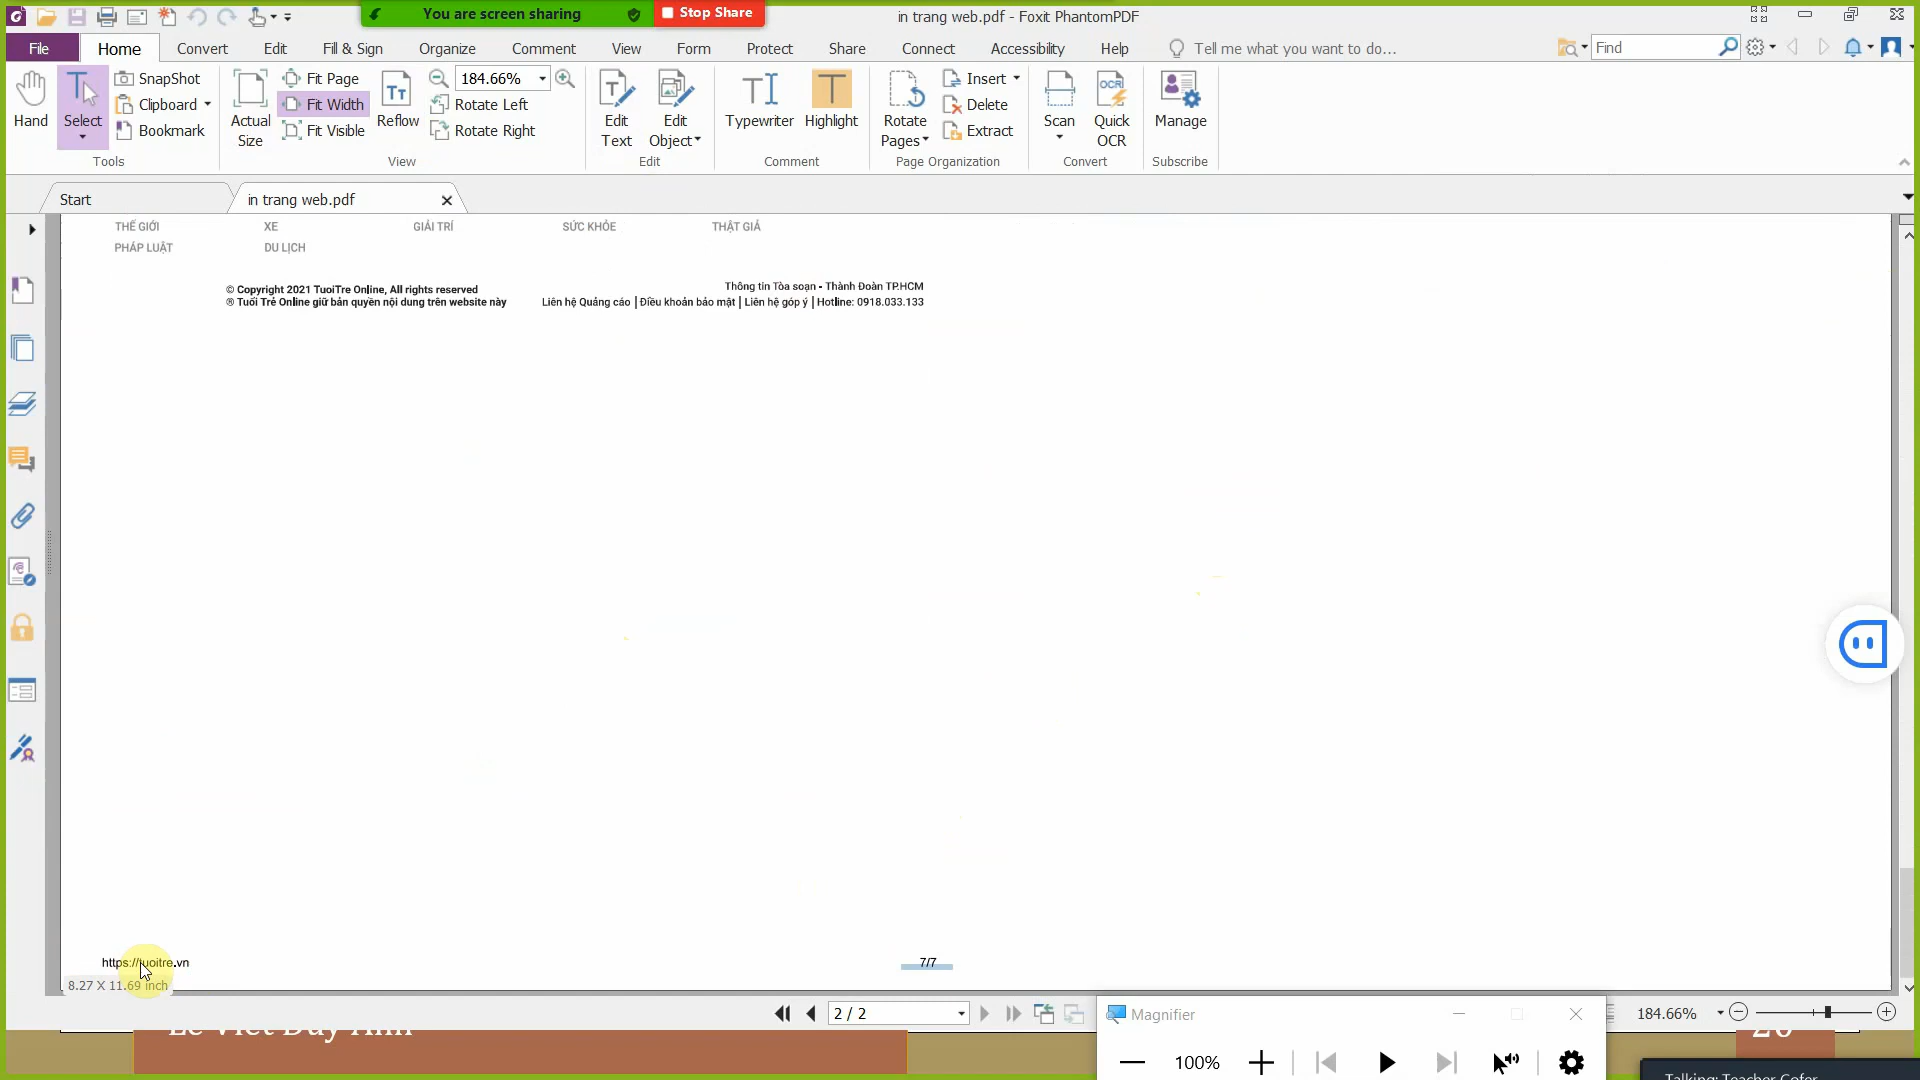 You are screen sharing
Stop Share
in trang web.pdf - Foxit PhantomPDF
File
Home
Convert
Edit
Fill & Sign
Organize
Comment
View
Form
Protect
Share
Connect
Accessibility
Help
Tell me what you want to do...
Find
Hand
Select
SnapShot
Clipboard
Bookmark
Tools
Actual Size
Fit Page
Fit Width
Fit Visible
Reflow
184.66%
Rotate Left
Rotate Right
View
Edit Text
Edit Object
Edit
Typewriter
Highlight
Comment
Rotate Pages
Insert
Delete
Extract
Page Organization
Scan
Quick OCR
Convert
Manage
Subscribe
Start
in trang web.pdf
THẾ GIỚI
XE
GIẢI TRÍ
SỨC KHỎE
THẬT GIẢ
PHÁP LUẬT
DU LỊCH
© Copyright 2021 TuoiTre Online, All rights reserved
® Tuổi Trẻ Online giữ bản quyền nội dung trên website này
Thông tin Tòa soạn - Thành Đoàn TP.HCM
Liên hệ Quảng cáo | Điều khoản bảo mật | Liên hệ góp ý | Hotline: 0918.033.133
https://tuoitre.vn
7/7
8.27 X 11.69 inch
2 / 2
184.66%
Magnifier
100%